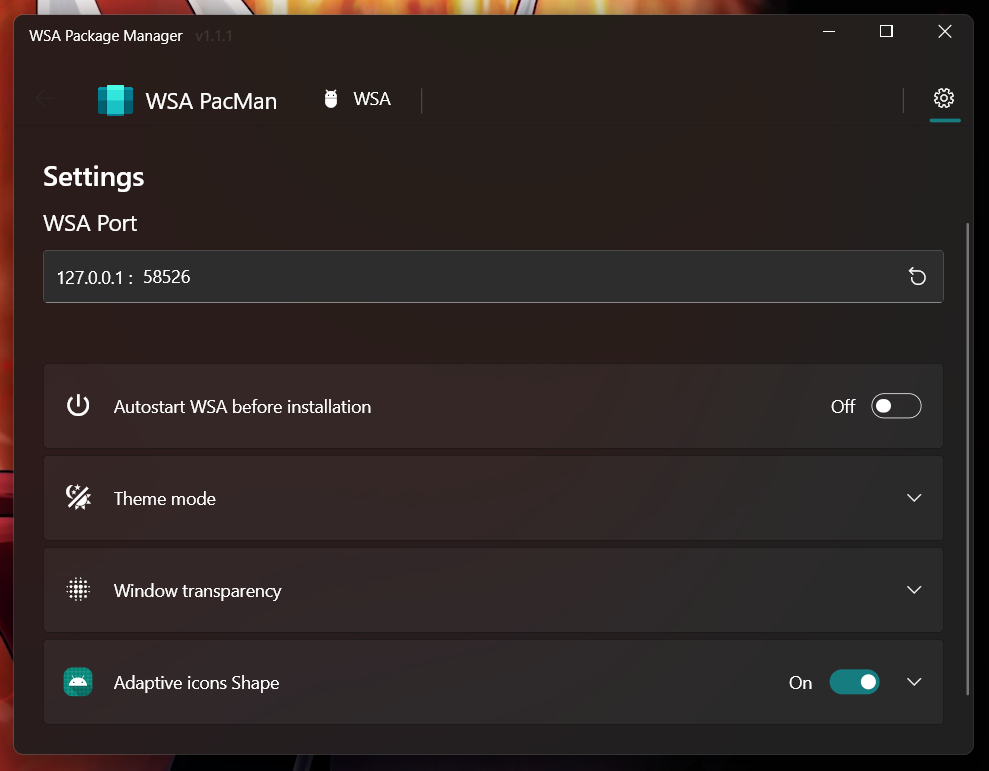 WSA Package Manager v1.1.1
WSA PacMan WSA
Settings
WSA Port
127.0.0.1 : 58526
Autostart WSA before installation Off
Theme mode
Window transparency
Adaptive icons Shape On